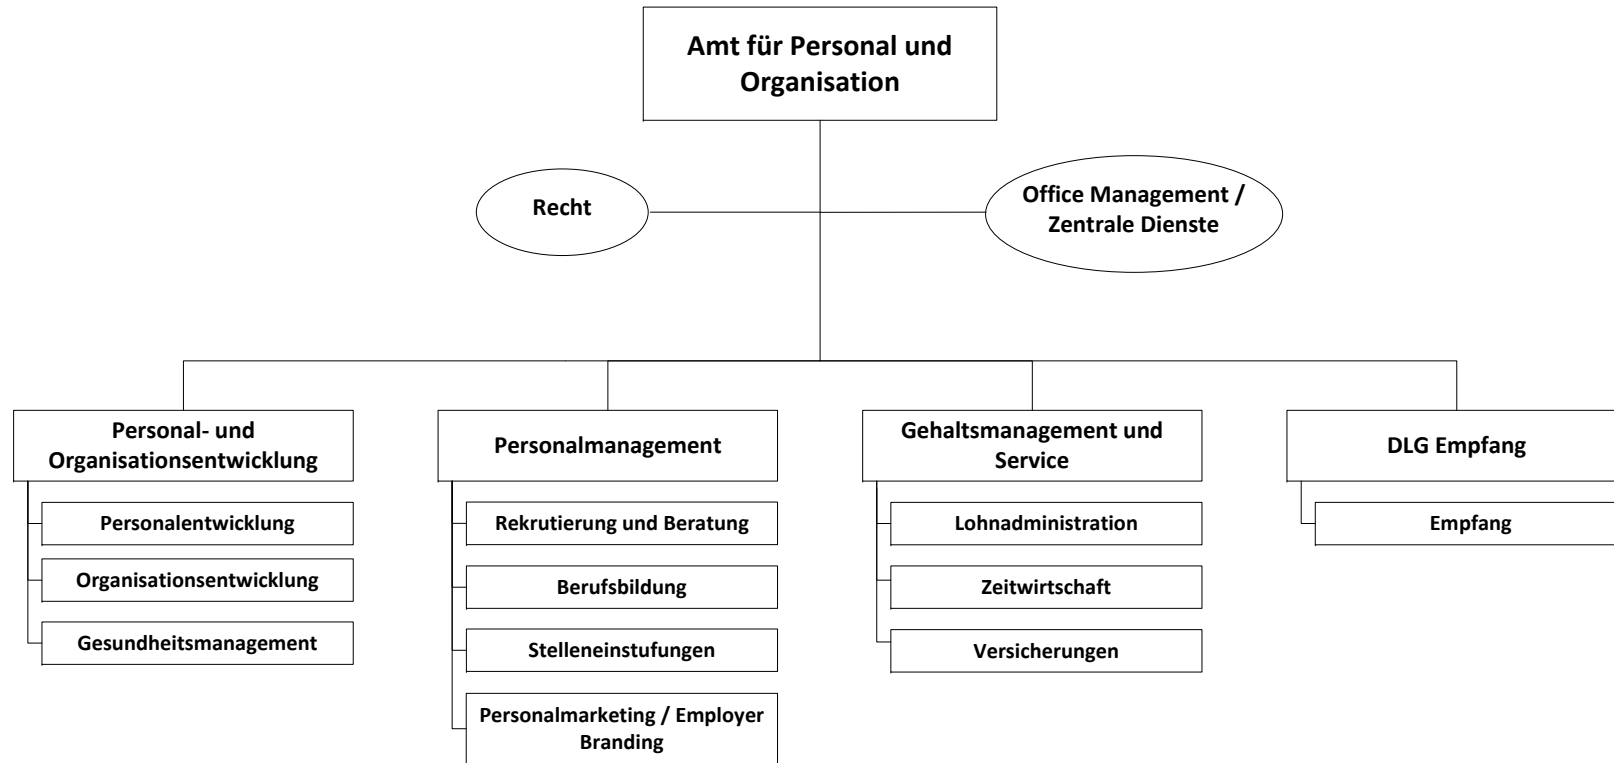 Amt für Personal und
Organisation
Recht
Office Management /
Zentrale Dienste
Personal- und
Organisationsentwicklung
Personalentwicklung
Organisationsentwicklung
Gesundheitsmanagement
Personalmanagement
Rekrutierung und Beratung
Berufsbildung
Stelleneinstufungen
Personalmarketing / Employer
Branding
Gehaltsmanagement und
Service
Lohnadministration
Zeitwirtschaft
Versicherungen
DLG Empfang
Empfang